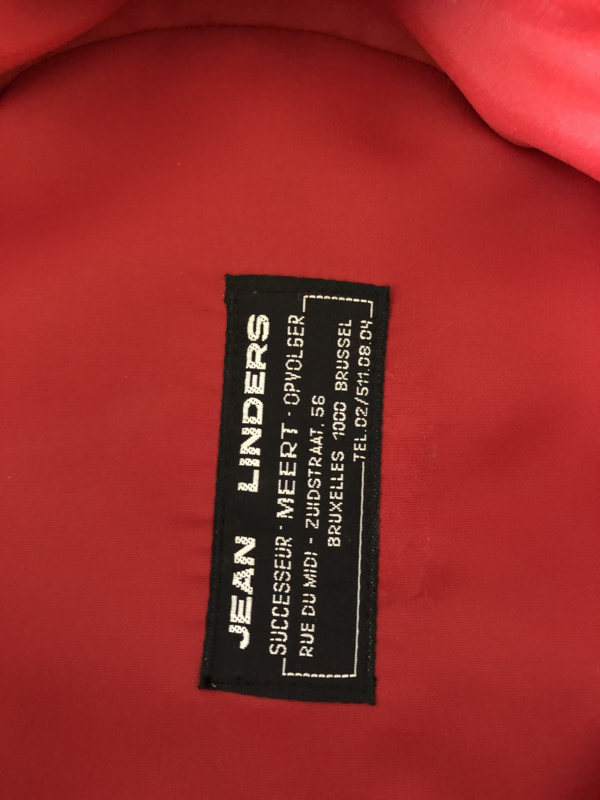 JEAN LINDERS
SUCCESSEUR · MEERT · OPVOLGER
RUE DU MIDI - ZUIDSTRAAT, 56
BRUXELLES 1000 BRUSSEL
TEL. 02/511.08.04